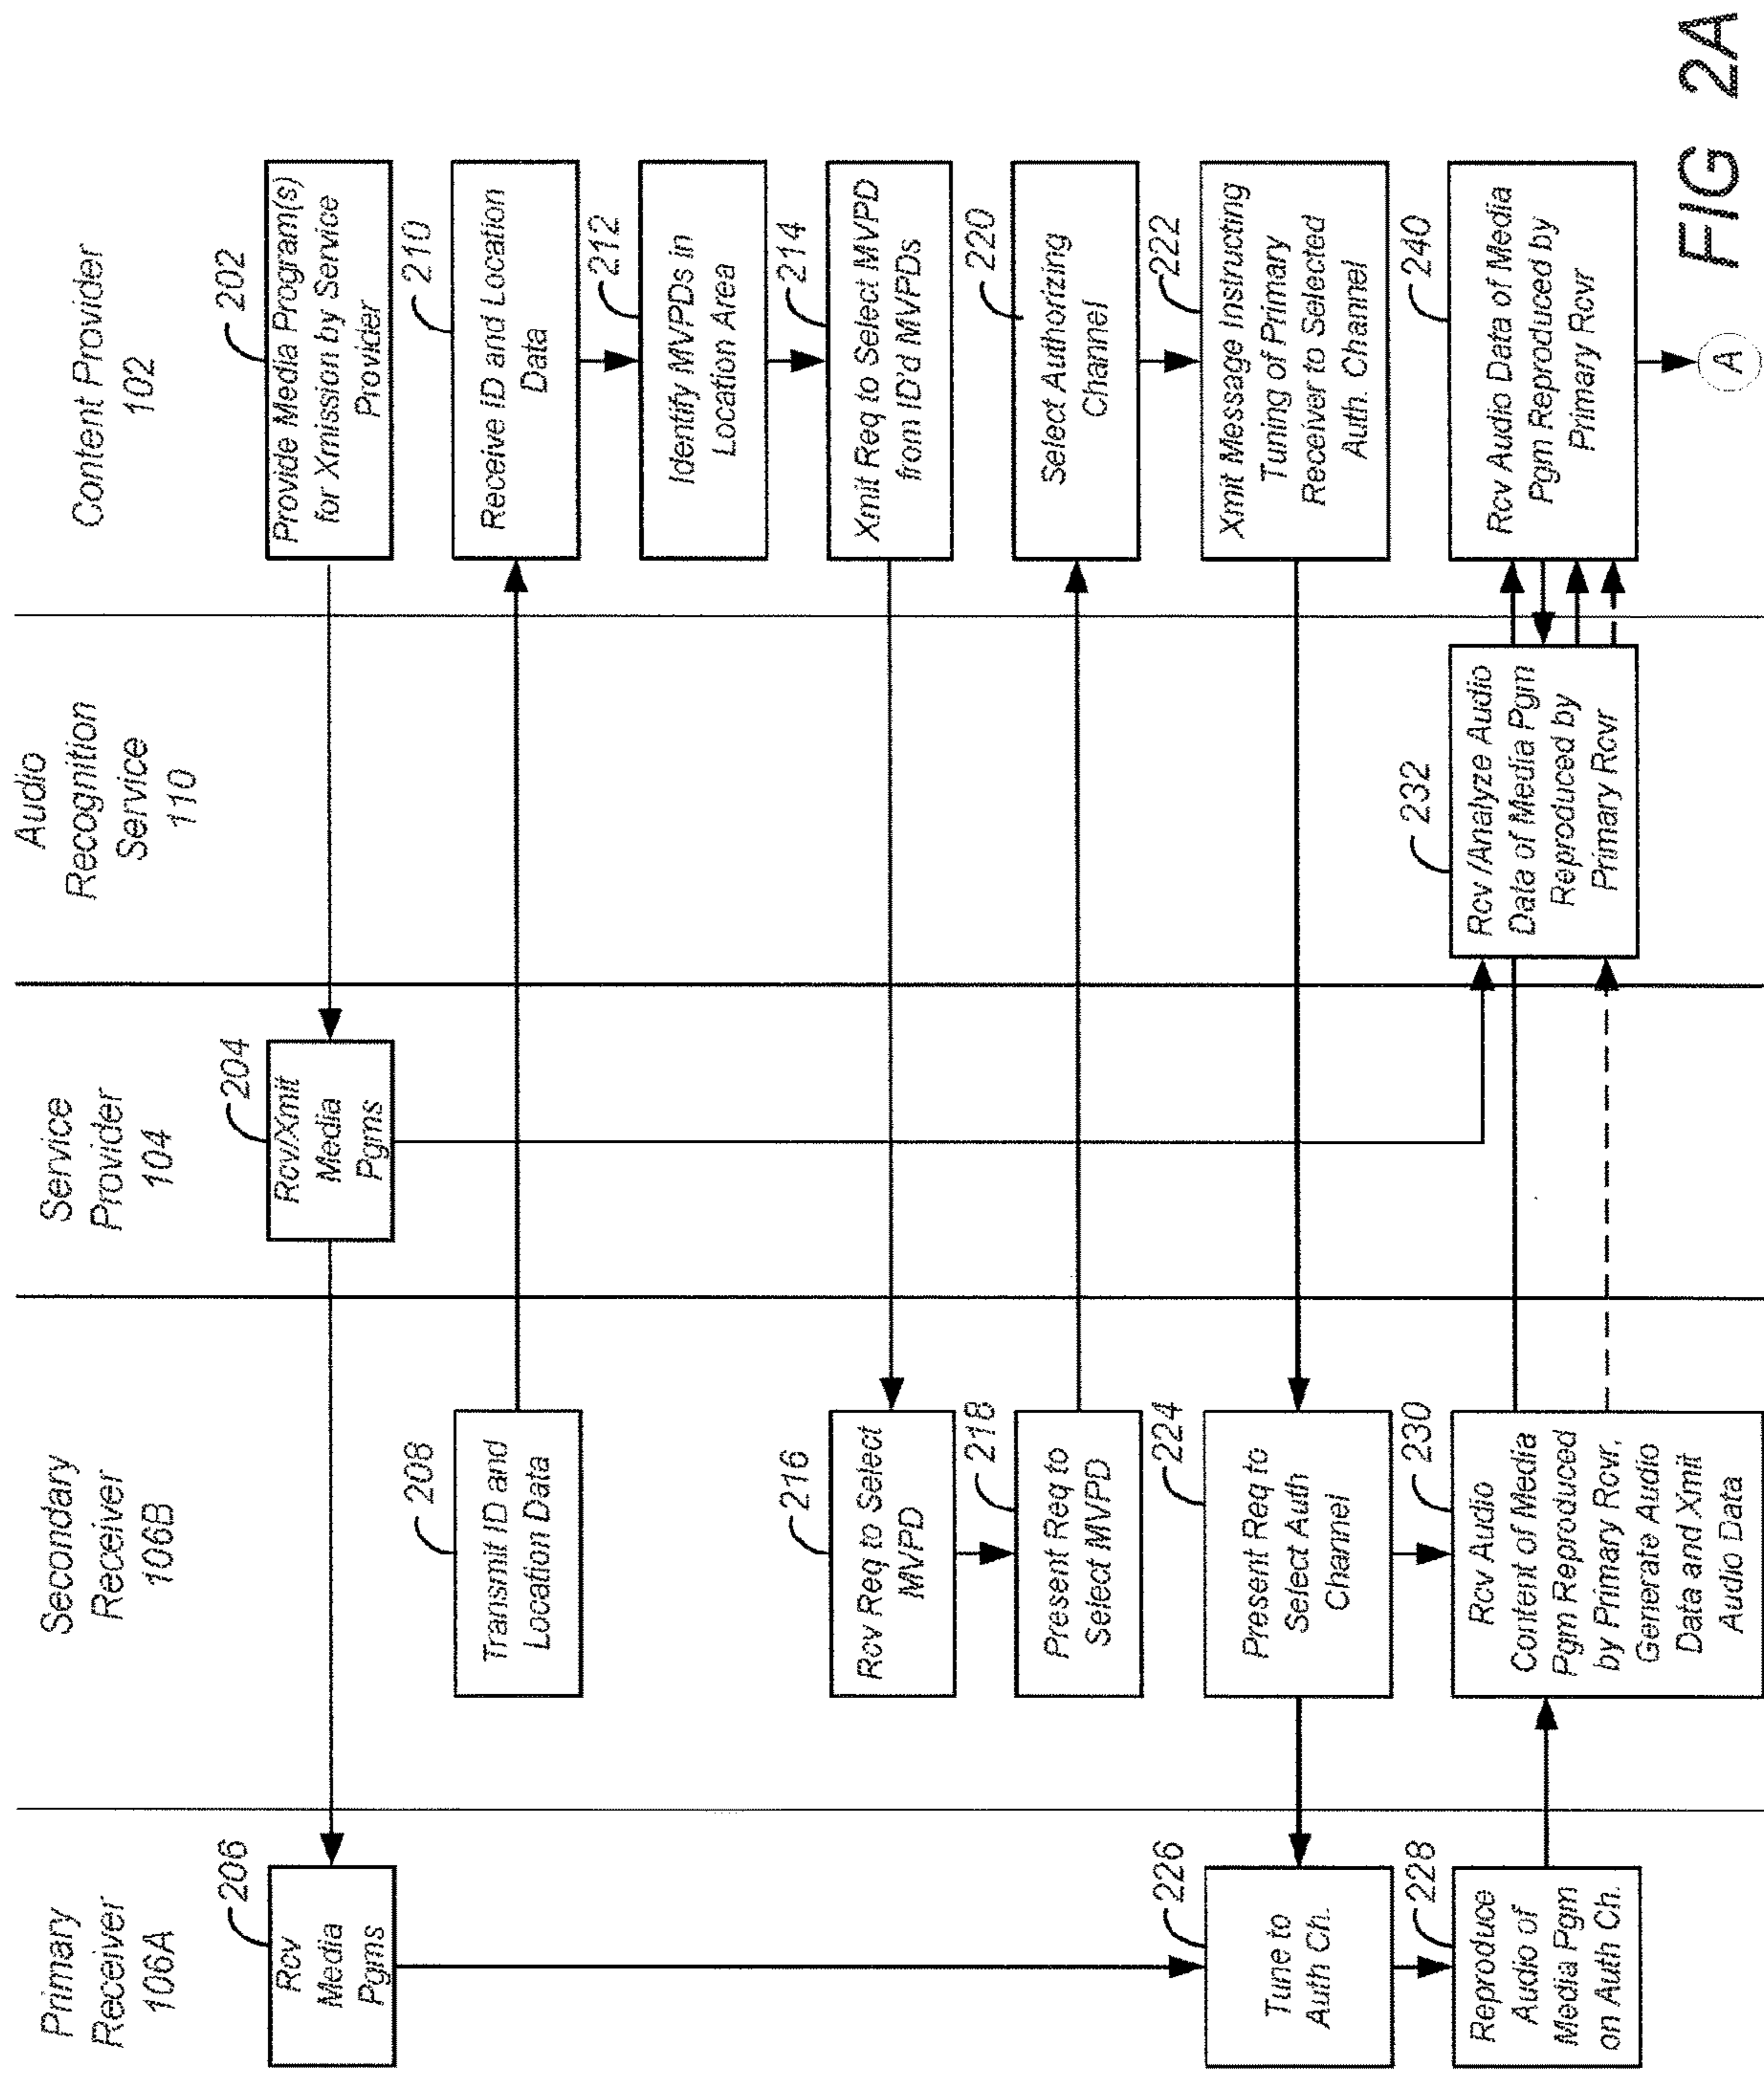 Primary
Receiver
106A
Secondary
Receiver
106B
Service
Provider
104
Audio
Recognition
Service
110
Content Provider
102
206
Rcv
Media
Pgms
204
Rcv/Xmit
Media
Pgms
202
Provide Media Program(s)
for Xmission by Service
Provider
208
Transmit ID and
Location Data
210
Receive ID and Location
Data
212
Identify MVPDs in
Location Area
214
Xmit Req to Select MVPD
from ID'd MVPDs
216
Rcv Req to Select
MVPD
218
Present Req to
Select MVPD
220
Select Authorizing
Channel
222
Xmit Message Instructing
Tuning of Primary
Receiver to Selected
Auth. Channel
224
Present Req to
Select Auth
Channel
226
Tune to
Auth Ch.
228
Reproduce
Audio of
Media Pgm
on Auth Ch.
230
Rcv Audio
Content of Media
Pgm Reproduced
by Primary Rcvr,
Generate Audio
Data and Xmit
Audio Data
232
Rcv /Analyze Audio
Data of Media Pgm
Reproduced by
Primary Rcvr
240
Rcv Audio Data of Media
Pgm Reproduced by
Primary Rcvr
A
FIG 2A